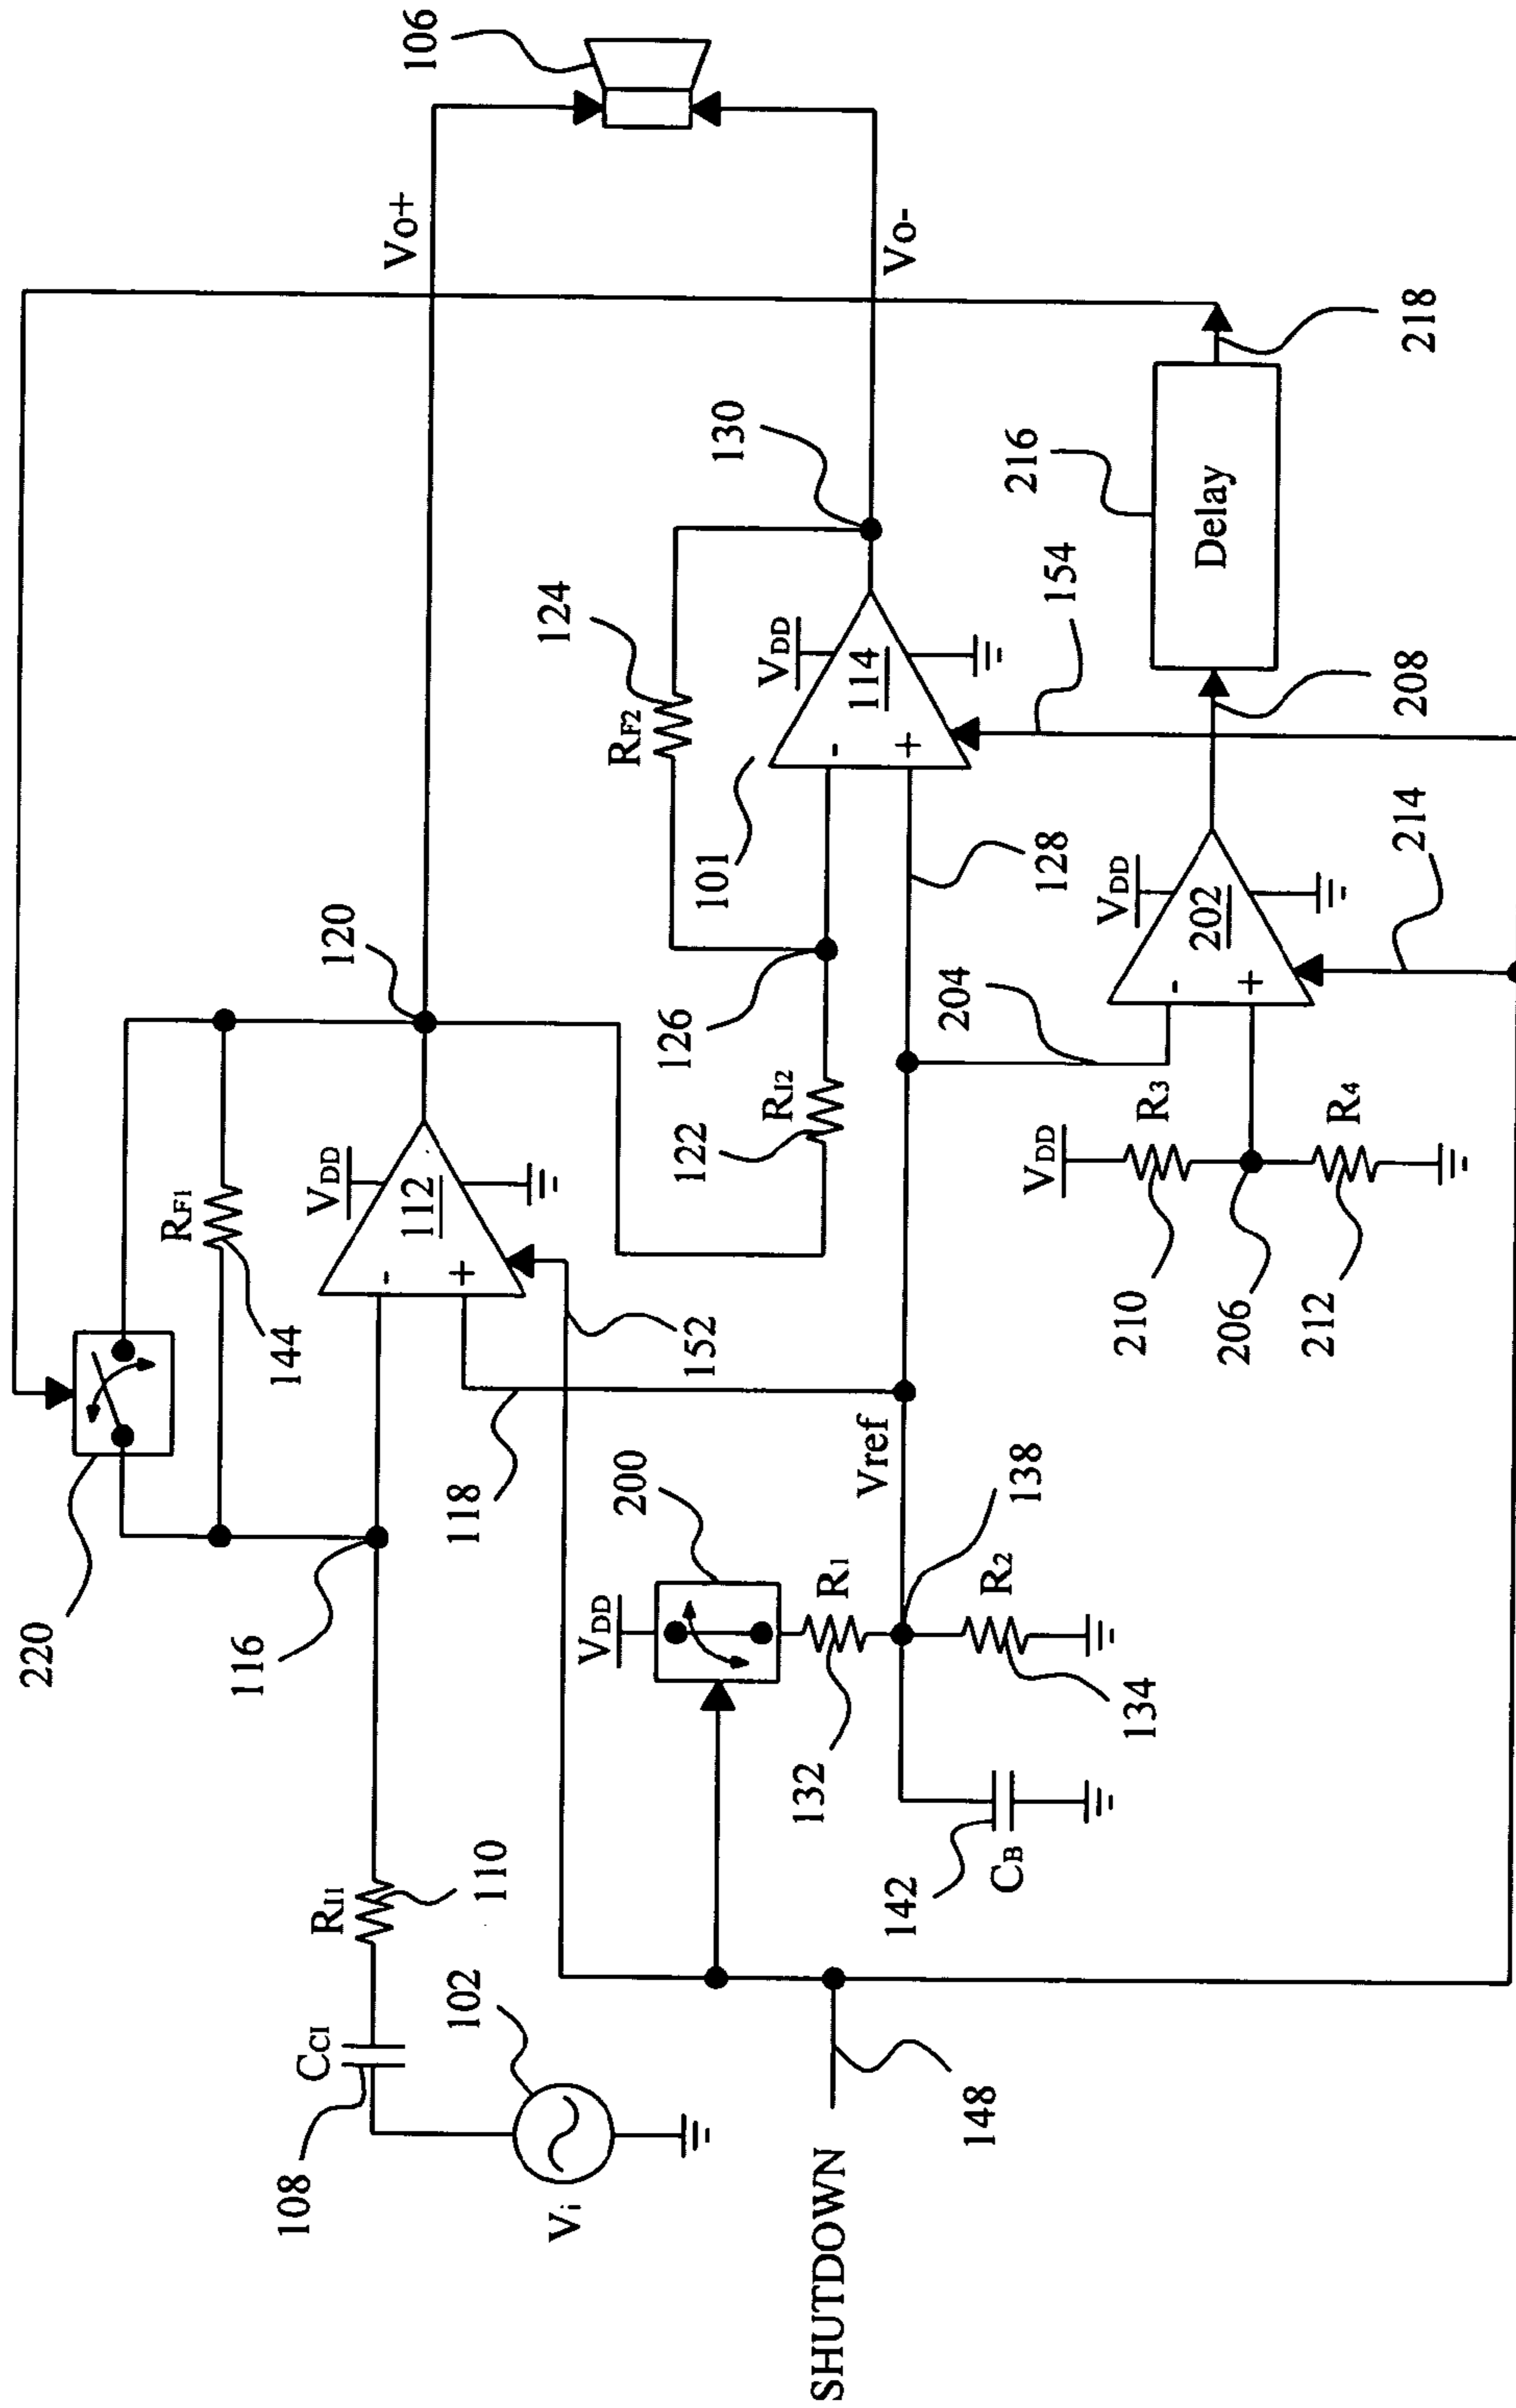 106
Vo+
Vo-
218
130
216
Delay
154
124
RF2
VDD
114
-
+
208
101
128
VDD
202
-
+
214
120
126
204
RF1
VDD
112
-
+
RI2
122
R3
VDD
R4
144
152
210
206
212
118
Vref
138
200
220
116
VDD
R1
R2
132
134
RI1
110
142
CB
CCI
102
108
148
Vi
SHUTDOWN